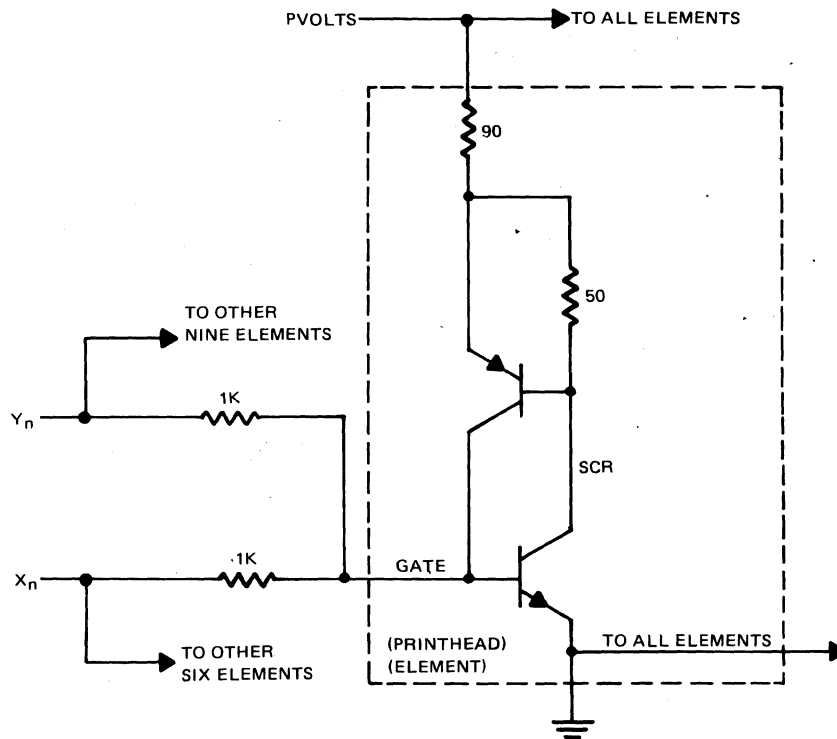 PVOLTS
TO ALL ELEMENTS
90
50
TO OTHER
NINE ELEMENTS
1K
Yn
SCR
1K
GATE
Xn
(PRINTHEAD)
(ELEMENT)
TO ALL ELEMENTS
TO OTHER
SIX ELEMENTS